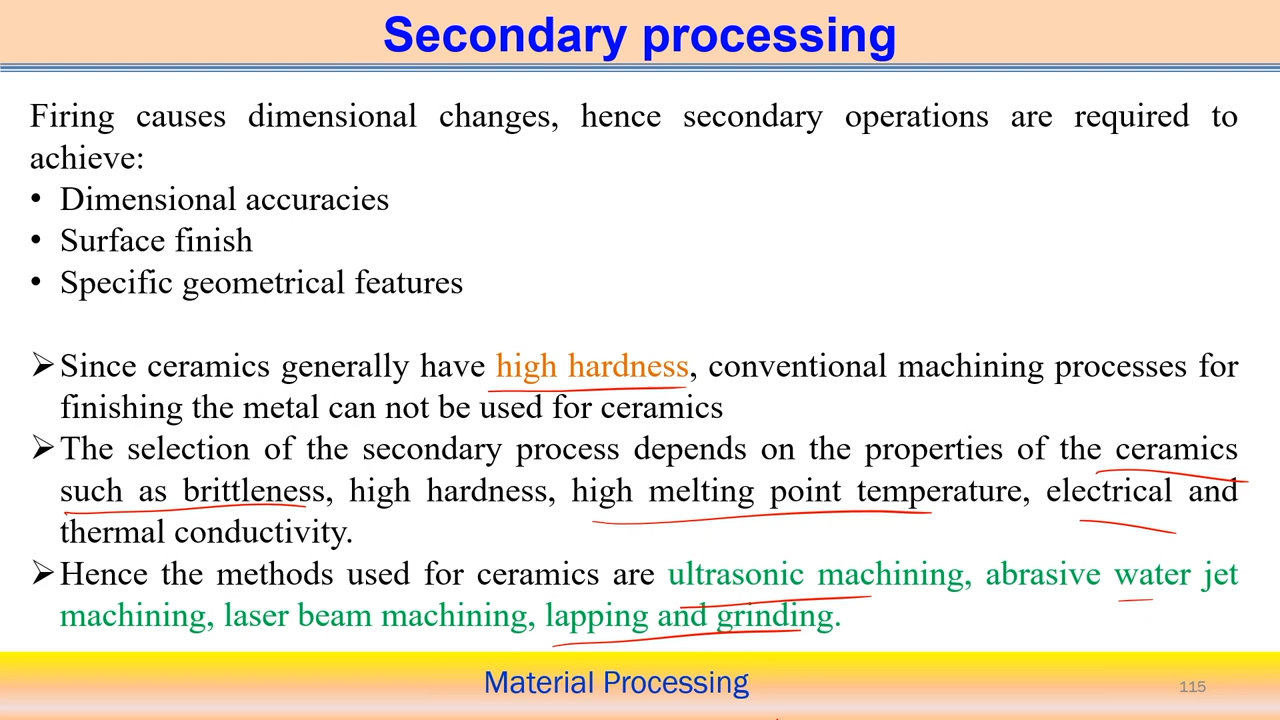 Secondary processing
Firing causes dimensional changes, hence secondary operations are required to
achieve:
• Dimensional accuracies
• Surface finish
• Specific geometrical features
➢ Since ceramics generally have high hardness, conventional machining processes for
finishing the metal can not be used for ceramics
➢ The selection of the secondary process depends on the properties of the ceramics
such as brittleness, high hardness, high melting point temperature, electrical and
thermal conductivity.
➢ Hence the methods used for ceramics are ultrasonic machining, abrasive water jet
machining, laser beam machining, lapping and grinding.
Material Processing
115